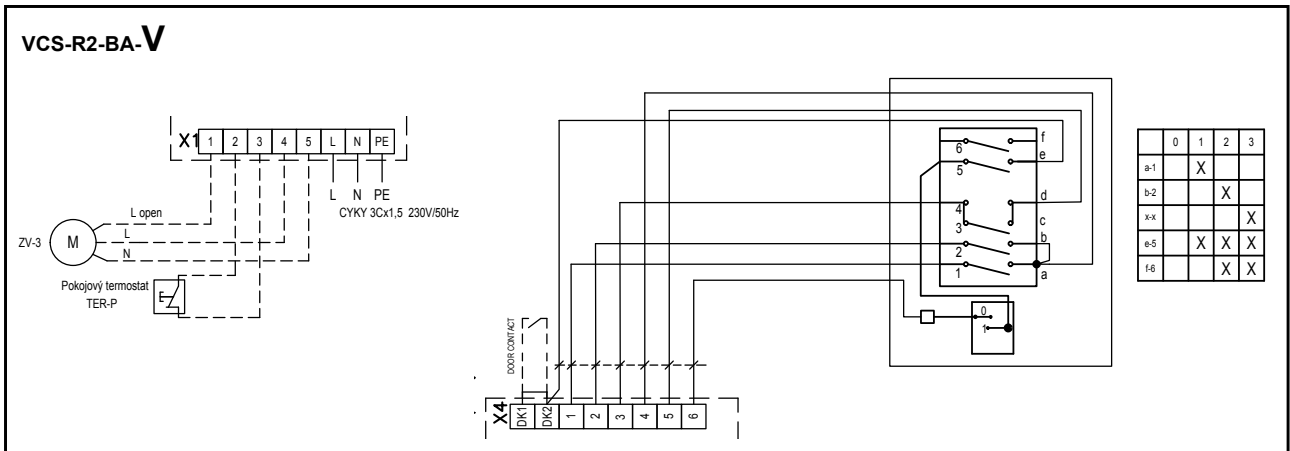 VCS-R2-BA-V
X1 1 2 3 4 5 L N PE
L N PE
CYKY 3Cx1,5 230V/50Hz
L open
L
N
ZV-3
M
Pokojový termostat
TER-P
E
DOOR CONTACT
X4 DK1 DK2 1 2 3 4 5 6
6 f
5 e
4 d
3 c
2 b
1 a
0
1
0 1 2 3
a-1 X
b-2 X
x-x X
e-5 X X X
f-6 X X